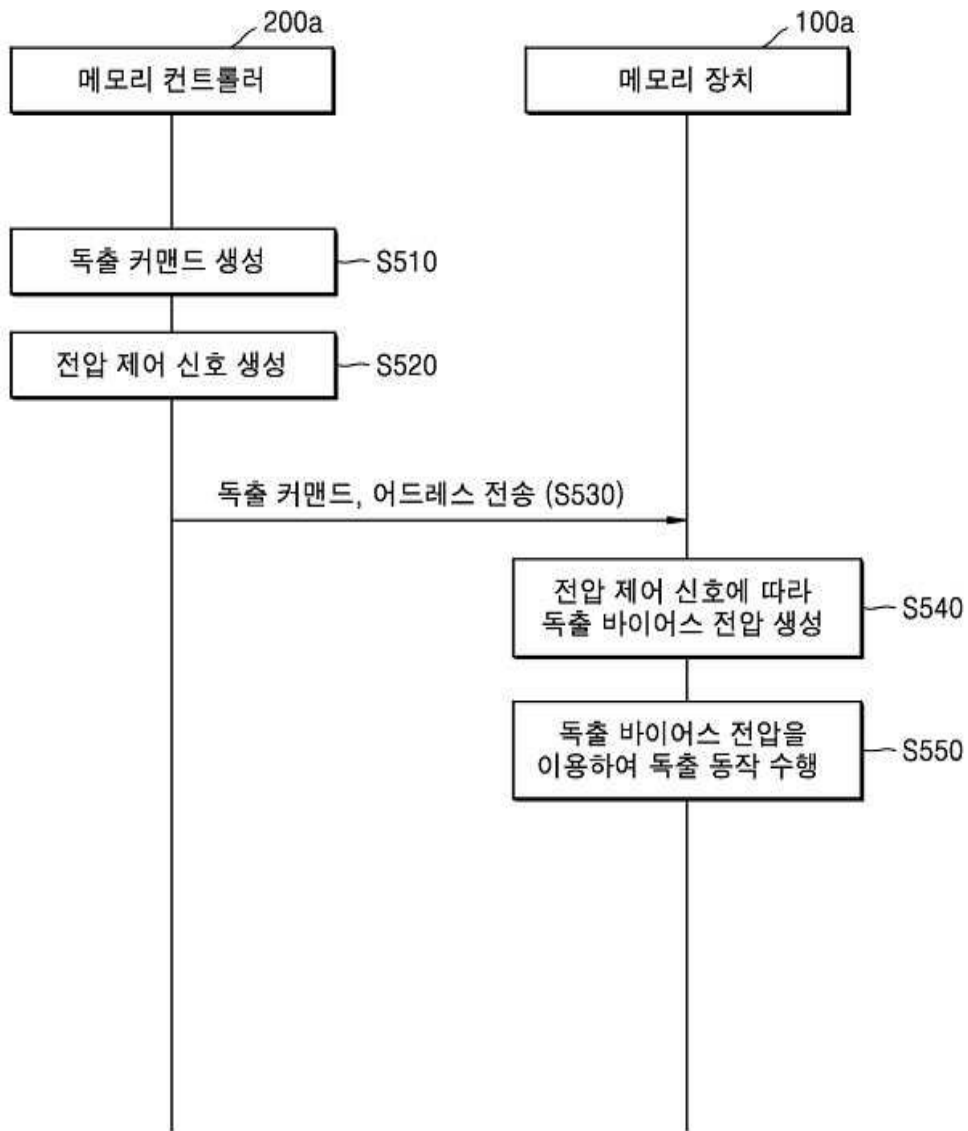 200a
100a
메모리 컨트롤러
메모리 장치
독출 커맨드 생성
S510
전압 제어 신호 생성
S520
독출 커맨드, 어드레스 전송 (S530)
전압 제어 신호에 따라
독출 바이어스 전압 생성
S540
독출 바이어스 전압을
이용하여 독출 동작 수행
S550